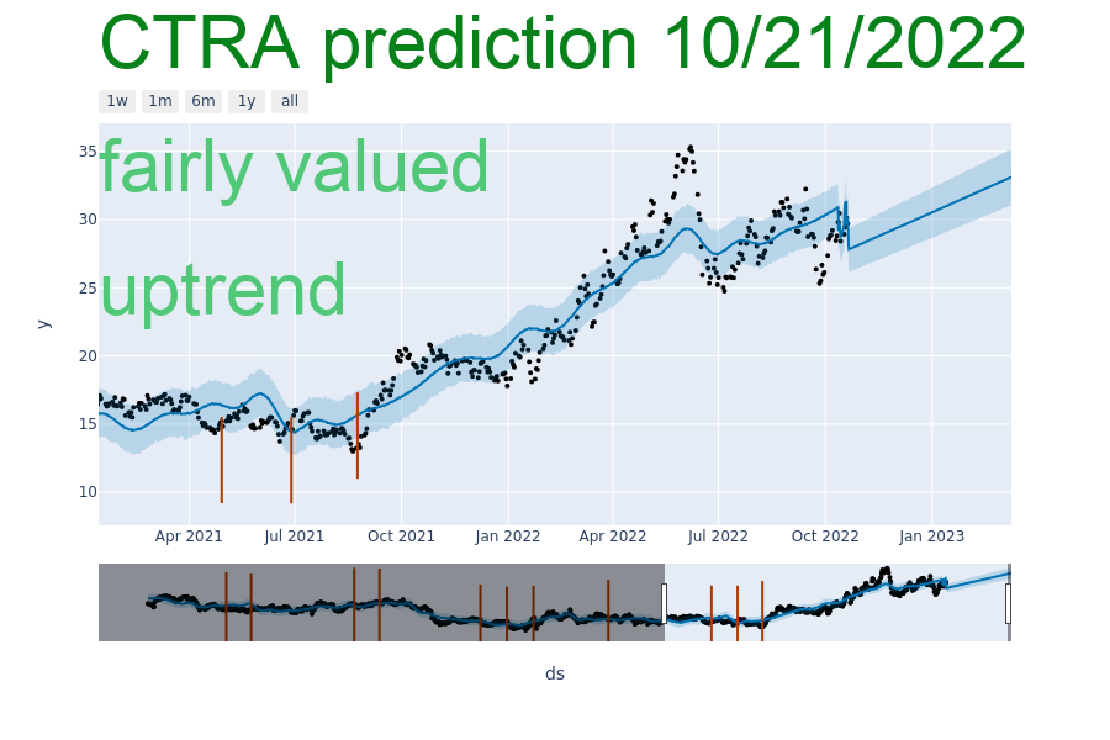 CTRA prediction 10/21/2022
1w 1m 6m 1y all
fairly valued
uptrend
35
30
25
20
15
10
y
Apr 2021 Jul 2021 Oct 2021 Jan 2022 Apr 2022 Jul 2022 Oct 2022 Jan 2023
ds